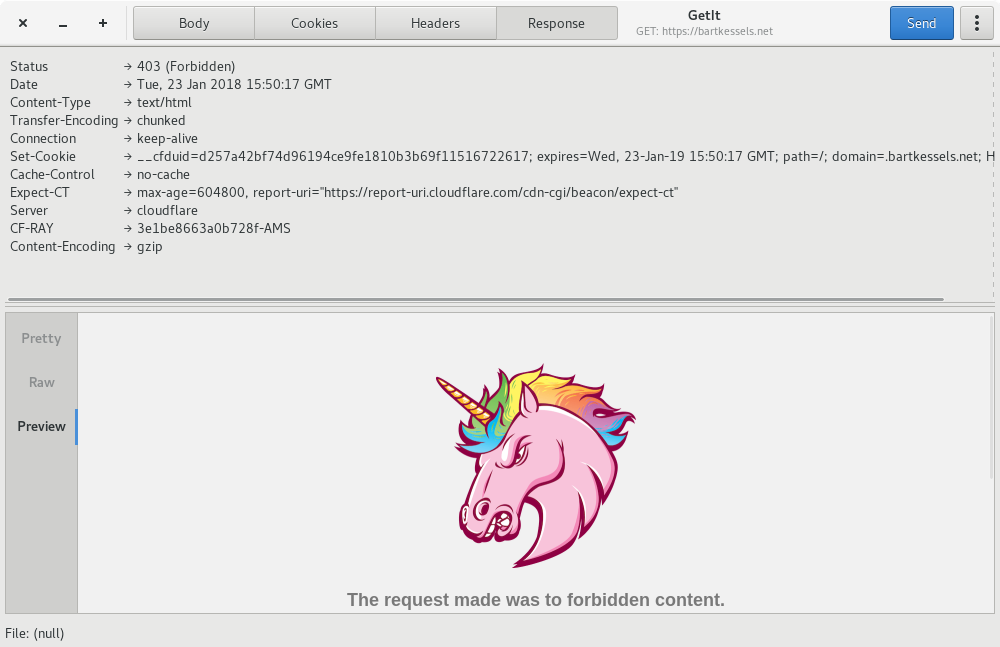 Body Cookies Headers Response GetIt Send
GET: https://bartkessels.net
Status → 403 (Forbidden)
Date → Tue, 23 Jan 2018 15:50:17 GMT
Content-Type → text/html
Transfer-Encoding → chunked
Connection → keep-alive
Set-Cookie → __cfduid=d257a42bf74d96194ce9fe1810b3b69f11516722617; expires=Wed, 23-Jan-19 15:50:17 GMT; path=/; domain=.bartkessels.net; H
Cache-Control → no-cache
Expect-CT → max-age=604800, report-uri="https://report-uri.cloudflare.com/cdn-cgi/beacon/expect-ct"
Server → cloudflare
CF-RAY → 3e1be8663a0b728f-AMS
Content-Encoding → gzip
Pretty
Raw
Preview
The request made was to forbidden content.
File: (null)